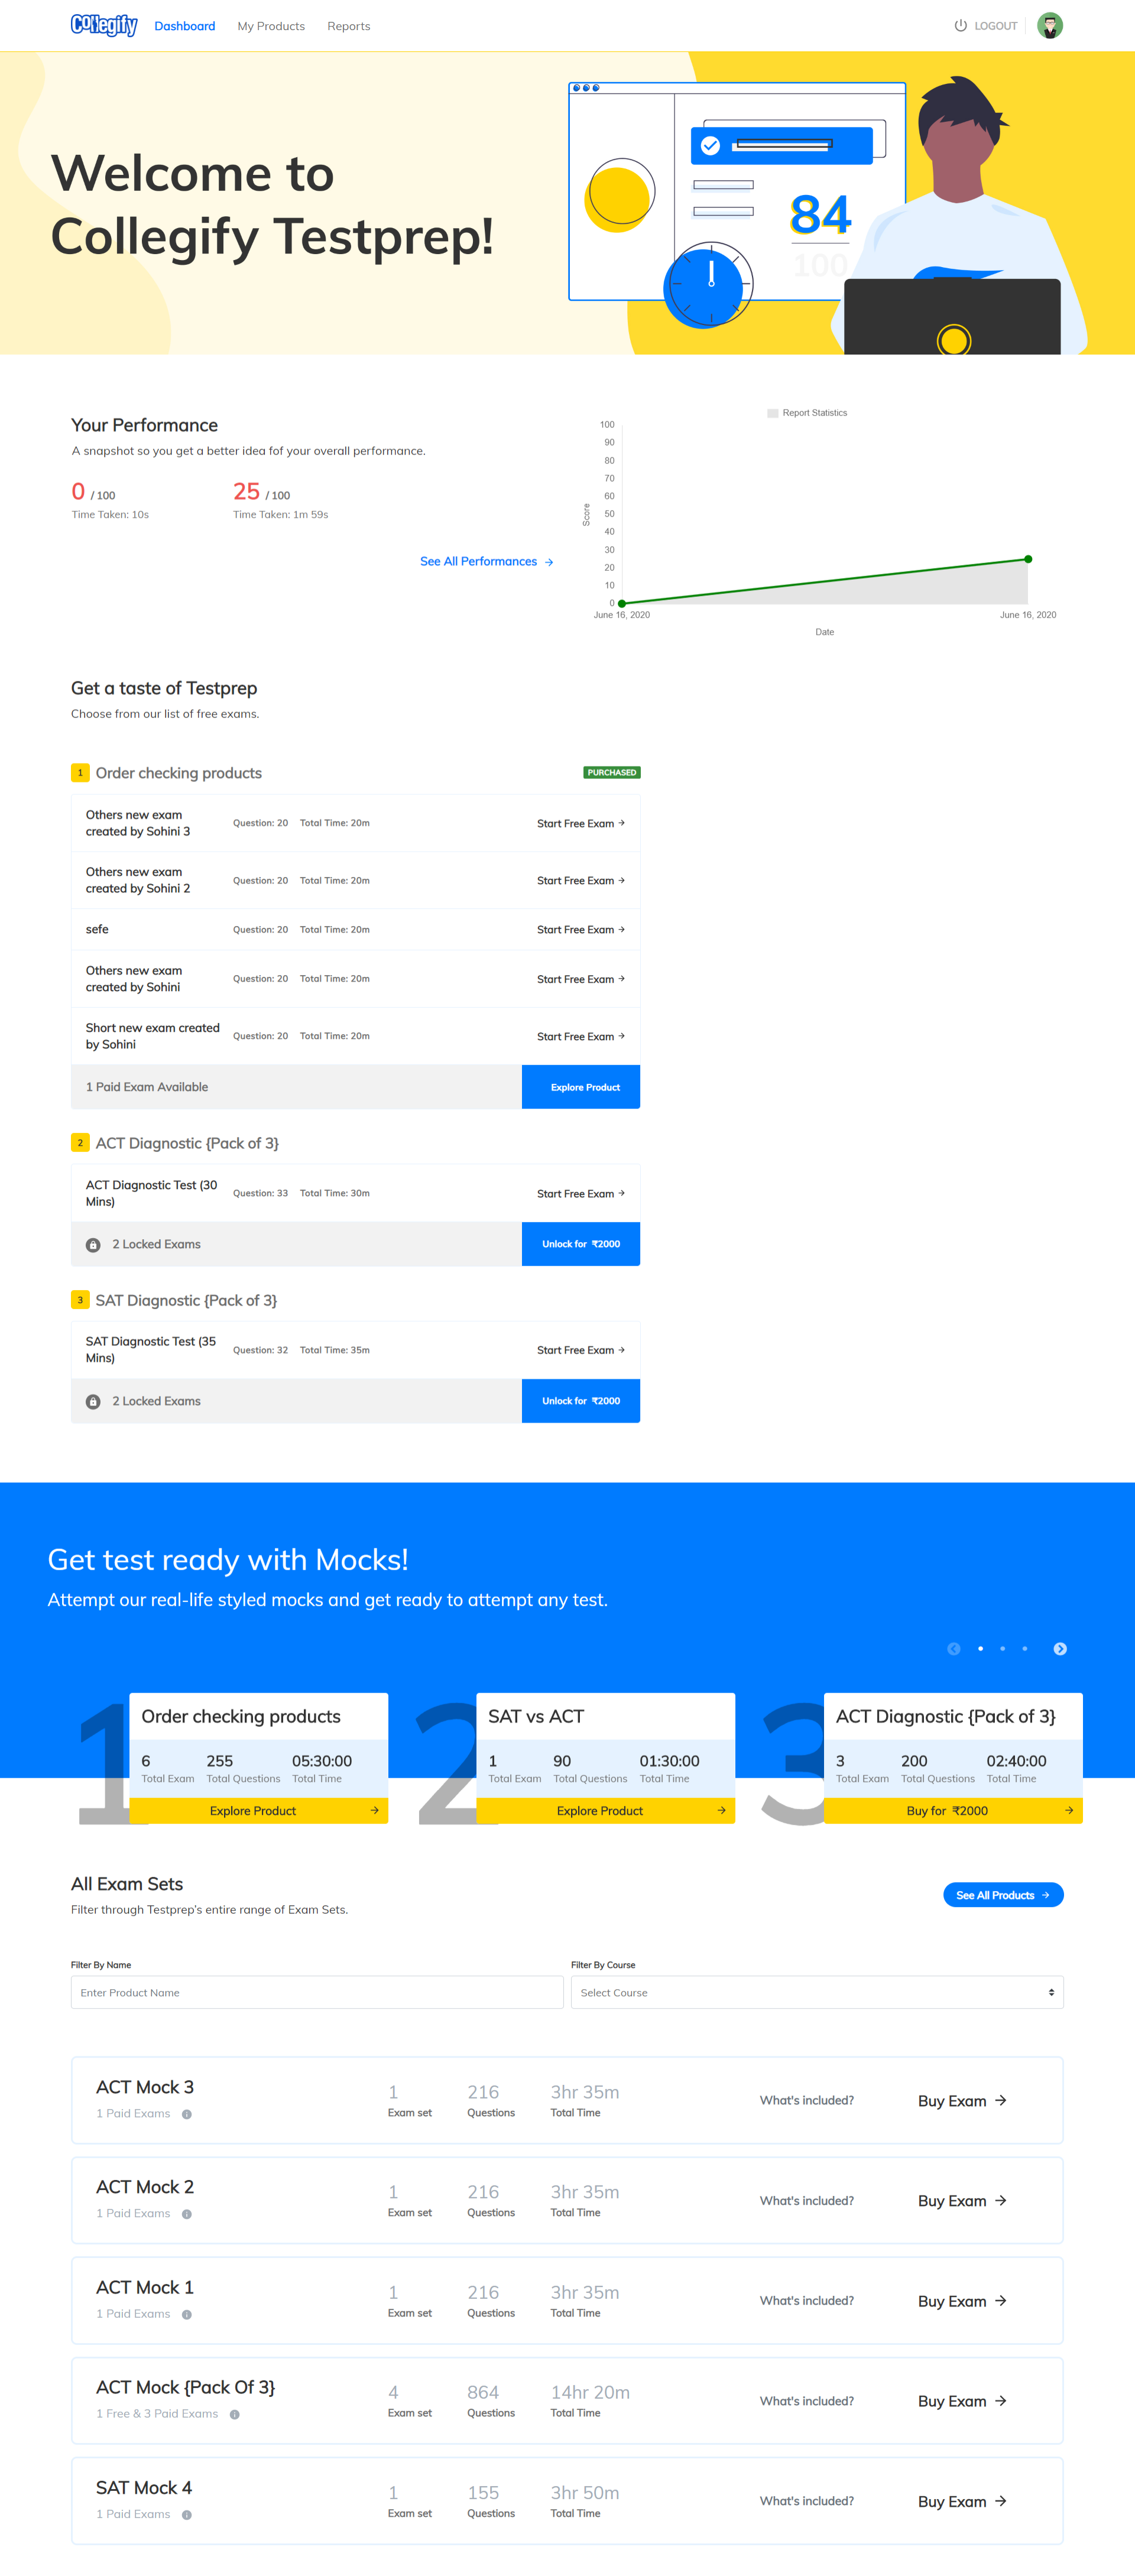 Collegify
Dashboard My Products Reports
LOGOUT
Welcome to
Collegify Testprep!
84
100
Your Performance
A snapshot so you get a better idea fof your overall performance.
0 / 100
Time Taken: 10s
25 / 100
Time Taken: 1m 59s
See All Performances
Report Statistics
100
90
80
70
60
50
40
30
20
10
0
Score
June 16, 2020
June 16, 2020
Date
Get a taste of Testprep
Choose from our list of free exams.
1 Order checking products PURCHASED
Others new exam
created by Sohini 3
Question: 20 Total Time: 20m Start Free Exam
Others new exam
created by Sohini 2
Question: 20 Total Time: 20m Start Free Exam
sefe Question: 20 Total Time: 20m Start Free Exam
Others new exam
created by Sohini
Question: 20 Total Time: 20m Start Free Exam
Short new exam created
by Sohini
Question: 20 Total Time: 20m Start Free Exam
1 Paid Exam Available Explore Product
2 ACT Diagnostic {Pack of 3}
ACT Diagnostic Test (30
Mins)
Question: 33 Total Time: 30m Start Free Exam
2 Locked Exams Unlock for ₹2000
3 SAT Diagnostic {Pack of 3}
SAT Diagnostic Test (35
Mins)
Question: 32 Total Time: 35m Start Free Exam
2 Locked Exams Unlock for ₹2000
Get test ready with Mocks!
Attempt our real-life styled mocks and get ready to attempt any test.
1
Order checking products
6 255 05:30:00
Total Exam Total Questions Total Time
Explore Product
2
SAT vs ACT
1 90 01:30:00
Total Exam Total Questions Total Time
Explore Product
3
ACT Diagnostic {Pack of 3}
3 200 02:40:00
Total Exam Total Questions Total Time
Buy for ₹2000
All Exam Sets
Filter through Testprep's entire range of Exam Sets.
See All Products
Filter By Name
Enter Product Name
Filter By Course
Select Course
ACT Mock 3
1 Paid Exams
1 216 3hr 35m
Exam set Questions Total Time
What's included? Buy Exam
ACT Mock 2
1 Paid Exams
1 216 3hr 35m
Exam set Questions Total Time
What's included? Buy Exam
ACT Mock 1
1 Paid Exams
1 216 3hr 35m
Exam set Questions Total Time
What's included? Buy Exam
ACT Mock {Pack Of 3}
1 Free & 3 Paid Exams
4 864 14hr 20m
Exam set Questions Total Time
What's included? Buy Exam
SAT Mock 4
1 Paid Exams
1 155 3hr 50m
Exam set Questions Total Time
What's included? Buy Exam